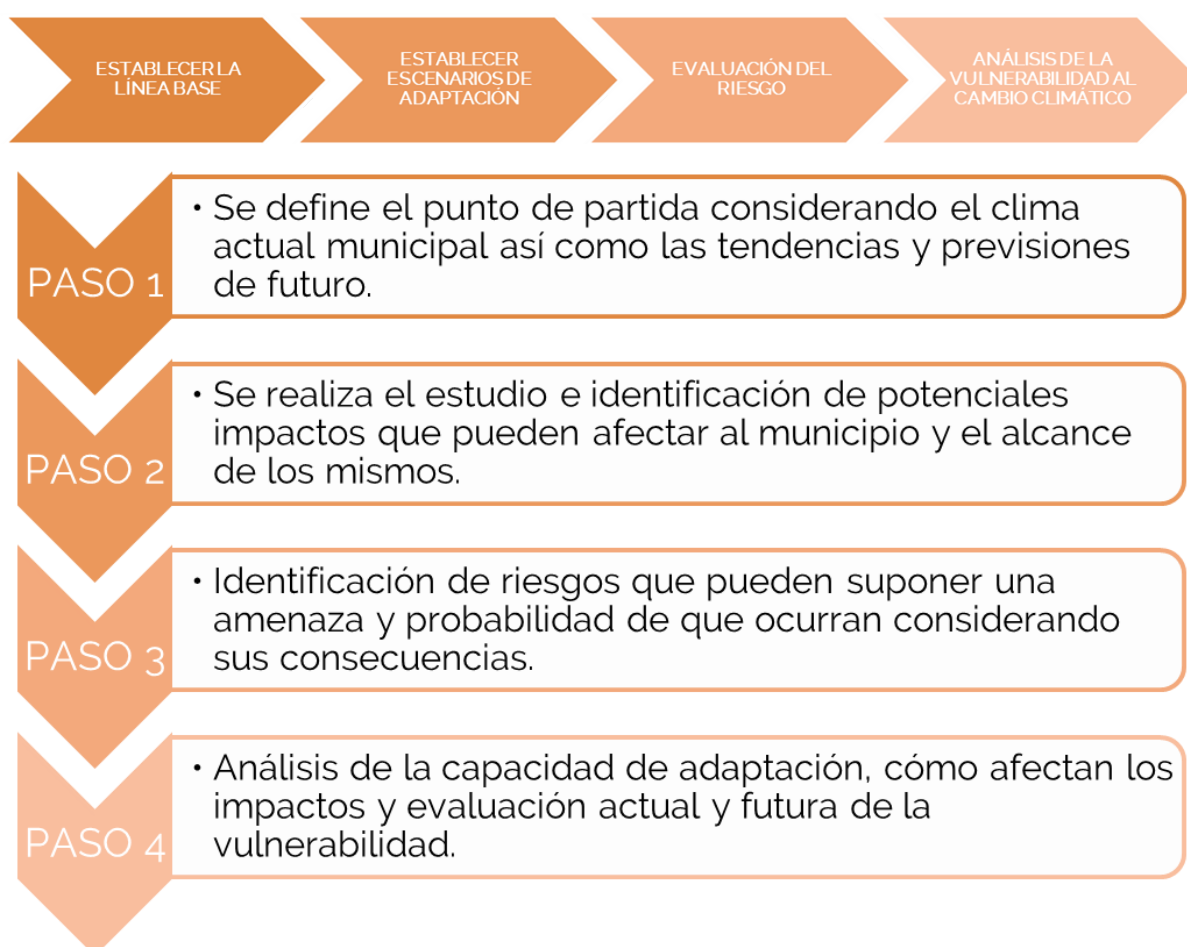 ESTABLECER LA
LÍNEA BASE
ESTABLECER
ESCENARIOS DE
ADAPTACIÓN
EVALUACIÓN DEL
RIESGO
ANÁLISIS DE LA
VULNERABILIDAD AL
CAMBIO CLIMÁTICO
PASO 1
• Se define el punto de partida considerando el clima
actual municipal así como las tendencias y previsiones
de futuro.
PASO 2
• Se realiza el estudio e identificación de potenciales
impactos que pueden afectar al municipio y el alcance
de los mismos.
PASO 3
• Identificación de riesgos que pueden suponer una
amenaza y probabilidad de que ocurran considerando
sus consecuencias.
PASO 4
• Análisis de la capacidad de adaptación, cómo afectan los
impactos y evaluación actual y futura de la
vulnerabilidad.